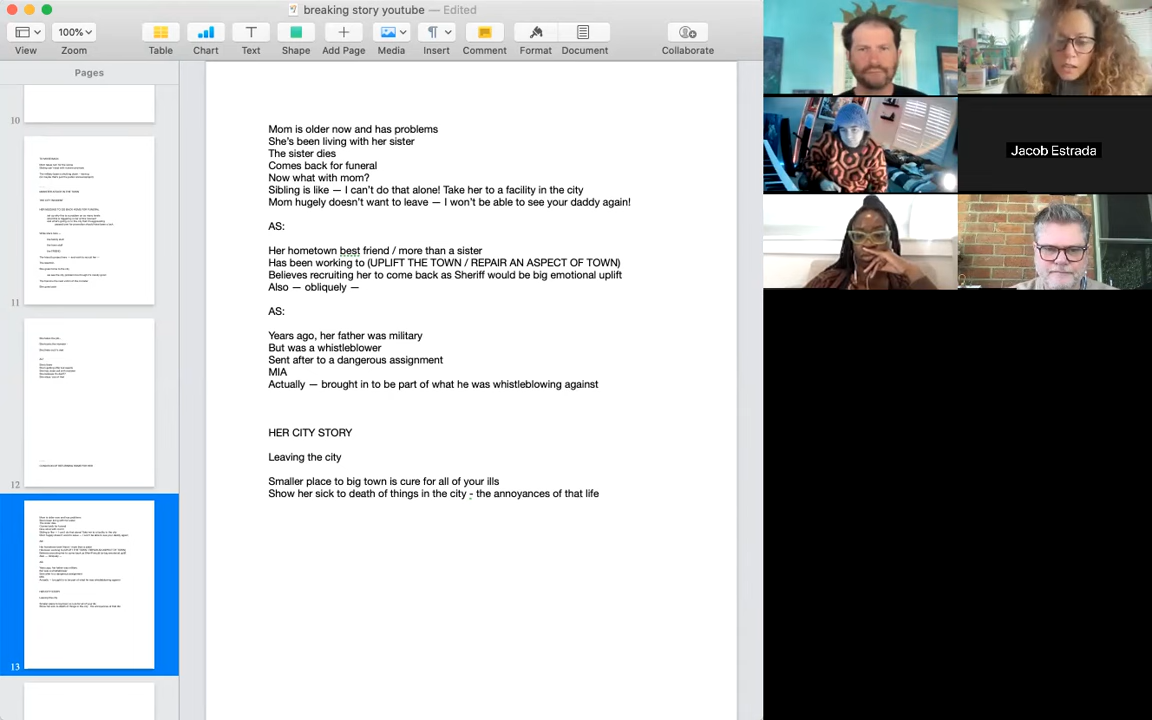 breaking story youtube — Edited
View
100%
Zoom
Table
Chart
Text
Shape
Add Page
Media
Insert
Comment
Format
Document
Collaborate
Pages
10
11
12
13
Mom is older now and has problems
She's been living with her sister
The sister dies
Comes back for funeral
Now what with mom?
Sibling is like — I can't do that alone! Take her to a facility in the city
Mom hugely doesn't want to leave — I won't be able to see your daddy again!
AS:
Her hometown best friend / more than a sister
Has been working to (UPLIFT THE TOWN / REPAIR AN ASPECT OF TOWN)
Believes recruiting her to come back as Sheriff would be big emotional uplift
Also — obliquely —
AS:
Years ago, her father was military
But was a whistleblower
Sent after to a dangerous assignment
MIA
Actually — brought in to be part of what he was whistleblowing against
HER CITY STORY
Leaving the city
Smaller place to big town is cure for all of your ills
Show her sick to death of things in the city - the annoyances of that life
Jacob Estrada